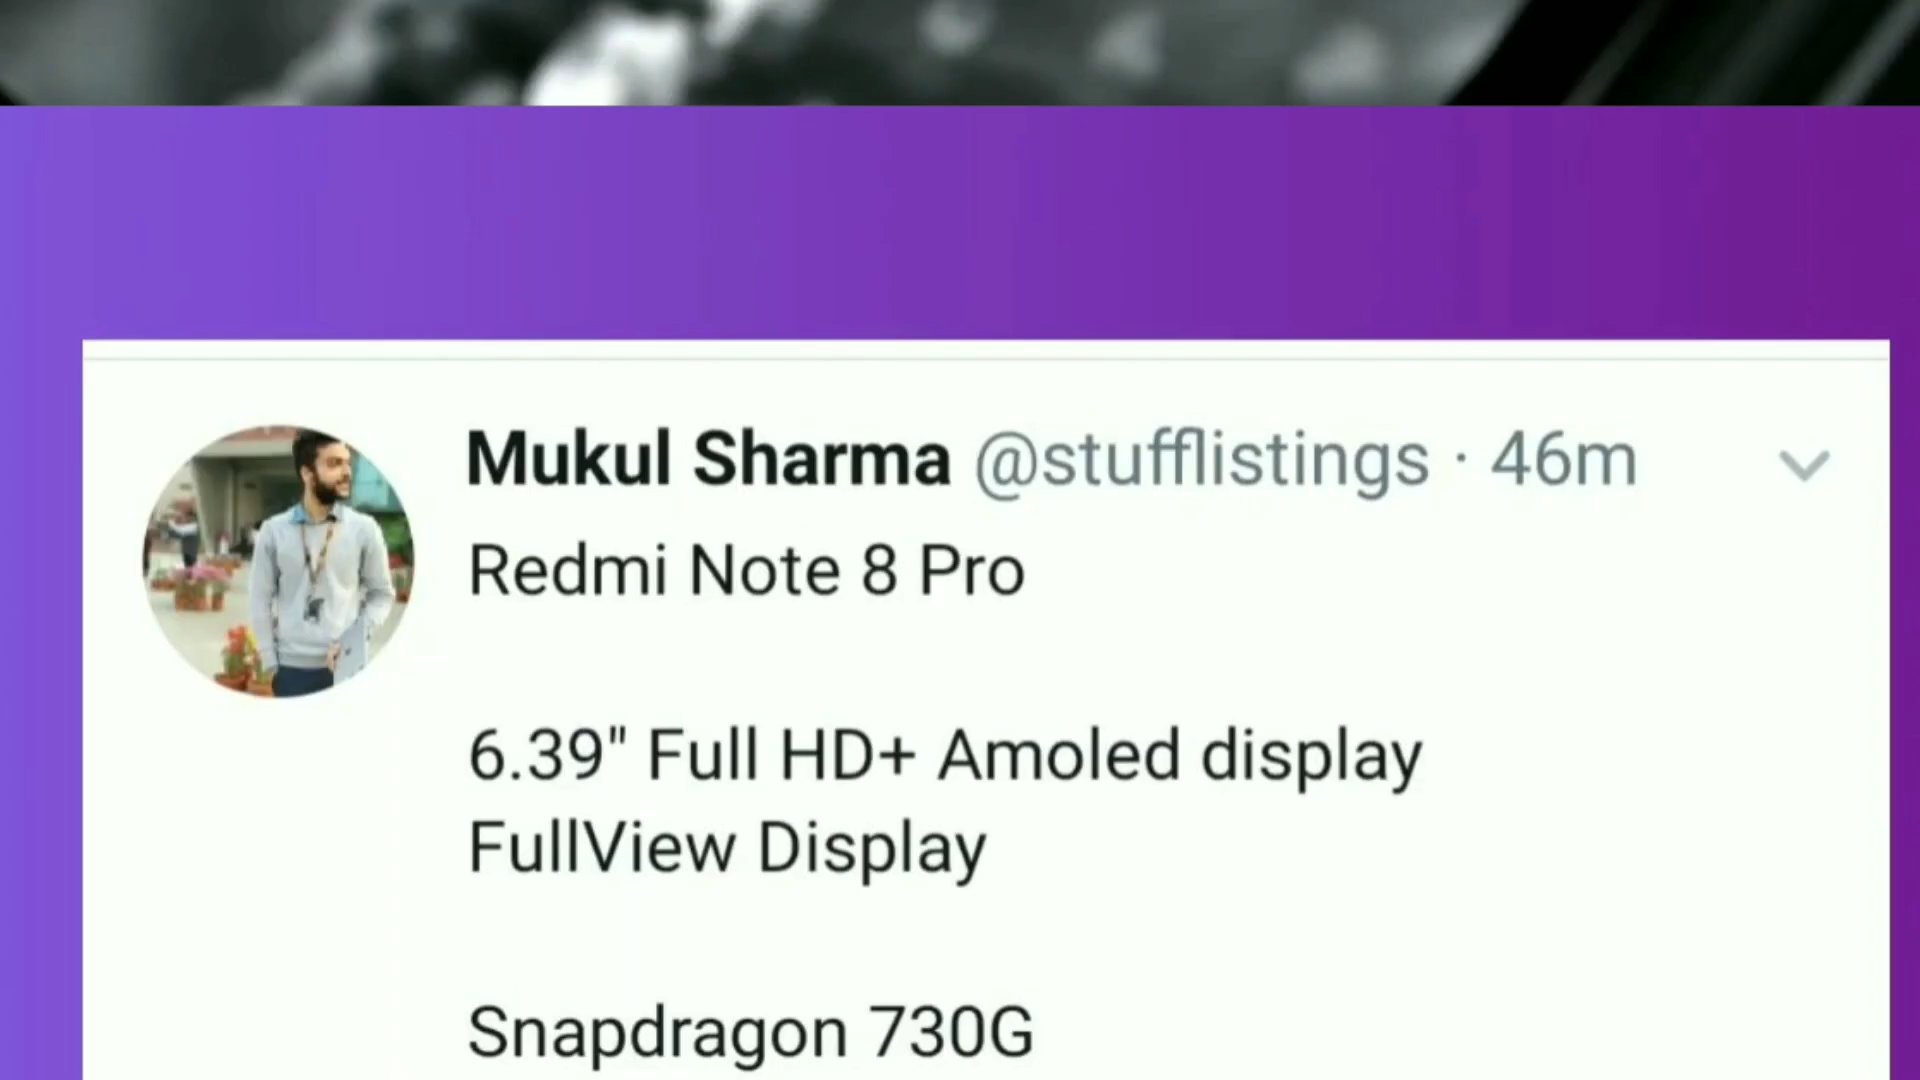 Mukul Sharma @stufflistings · 46m
Redmi Note 8 Pro
6.39" Full HD+ Amoled display
FullView Display
Snapdragon 730G